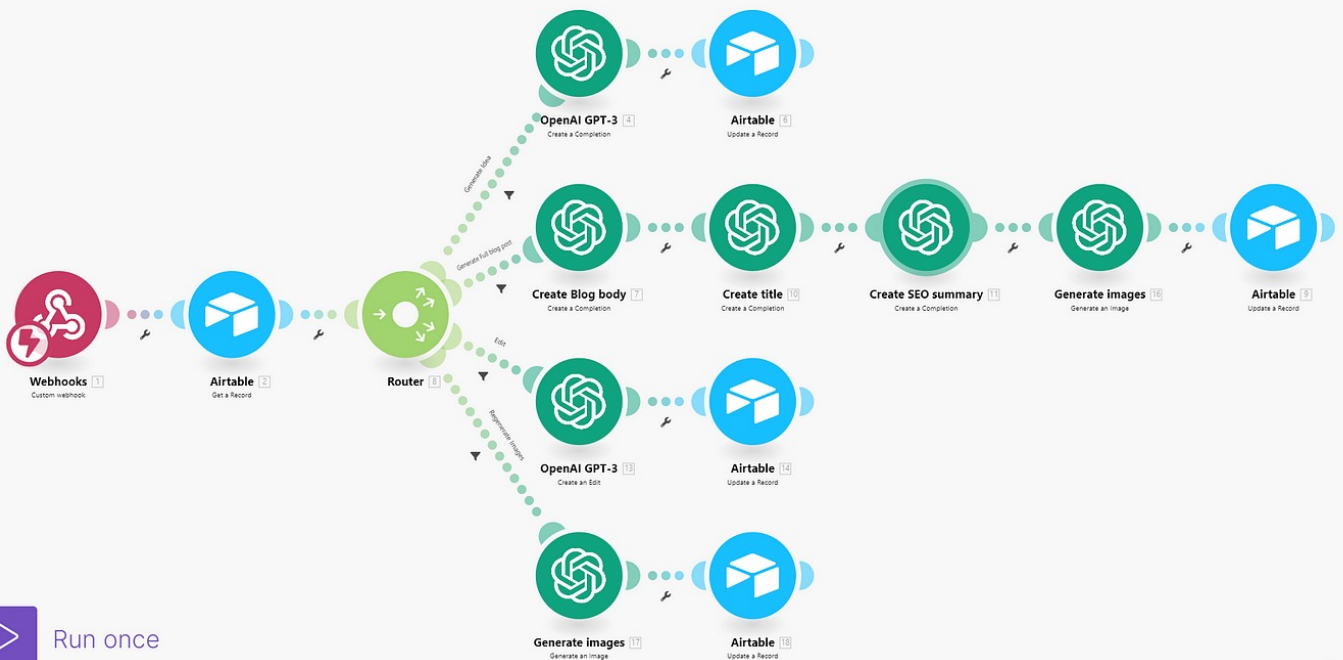 OpenAI GPT-3 4
Create a Completion
Airtable 6
Update a Record
Generate Idea
Generate Full blog post
Create Blog body 7
Create a Completion
Create title 10
Create a Completion
Create SEO summary 11
Create a Completion
Generate images 16
Generate an Image
Airtable 9
Update a Record
Webhooks 1
Custom webhook
Airtable 2
Get a Record
Router 8
Edit
OpenAI GPT-3 13
Create an Edit
Airtable 14
Update a Record
Regenerate Images
Generate images 17
Generate an Image
Airtable 18
Update a Record
Run once